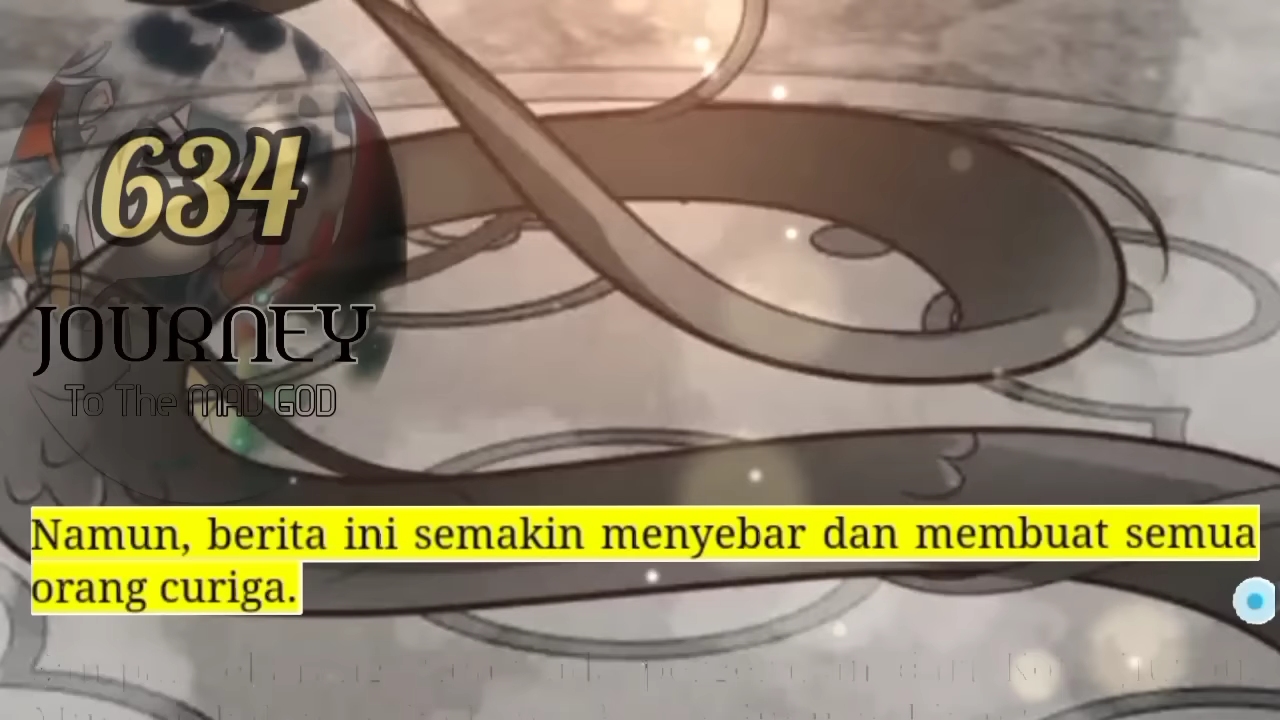 634
JOURNEY
To The MAD GOD
Namun, berita ini semakin menyebar dan membuat semua
orang curiga.